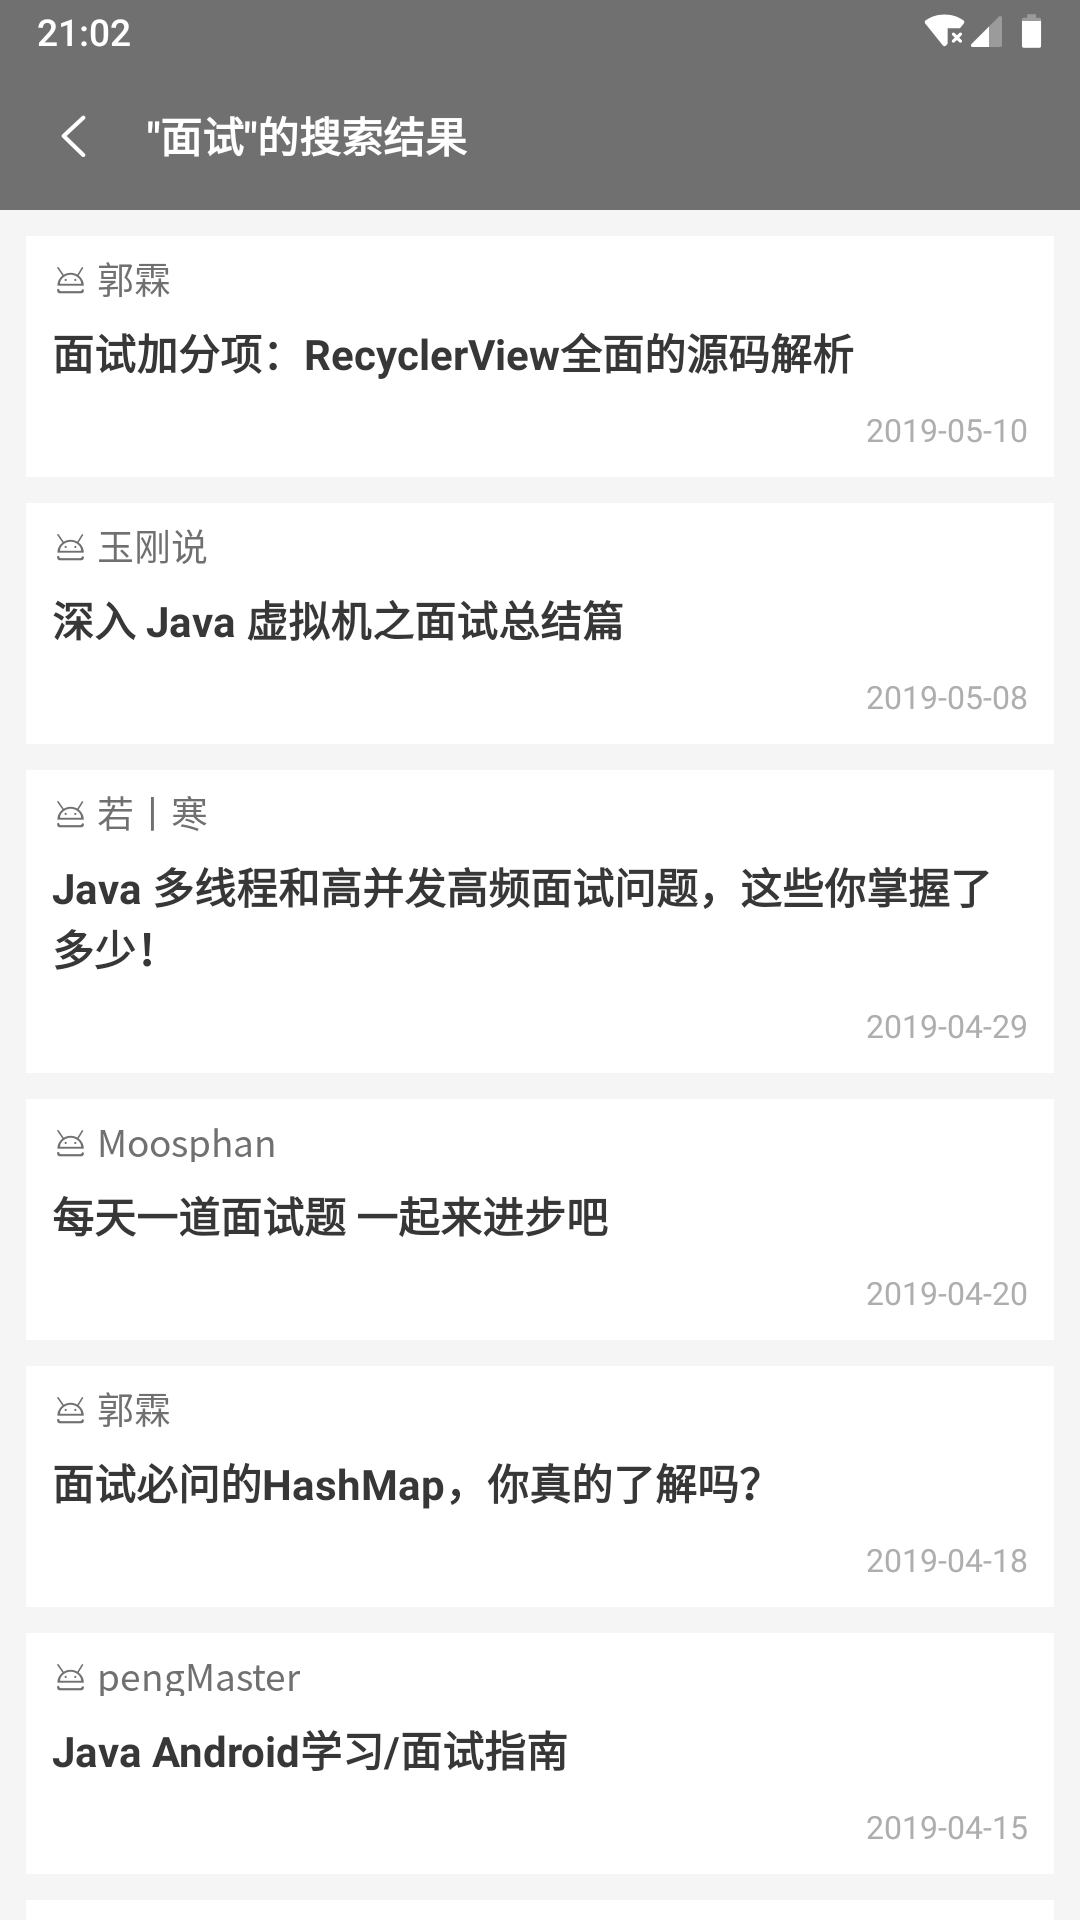 21:02
"面试"的搜索结果
郭霖
面试加分项：RecyclerView全面的源码解析
2019-05-10
玉刚说
深入 Java 虚拟机之面试总结篇
2019-05-08
若丨寒
Java 多线程和高并发高频面试问题，这些你掌握了
多少！
2019-04-29
Moosphan
每天一道面试题 一起来进步吧
2019-04-20
郭霖
面试必问的HashMap，你真的了解吗？
2019-04-18
pengMaster
Java Android学习/面试指南
2019-04-15